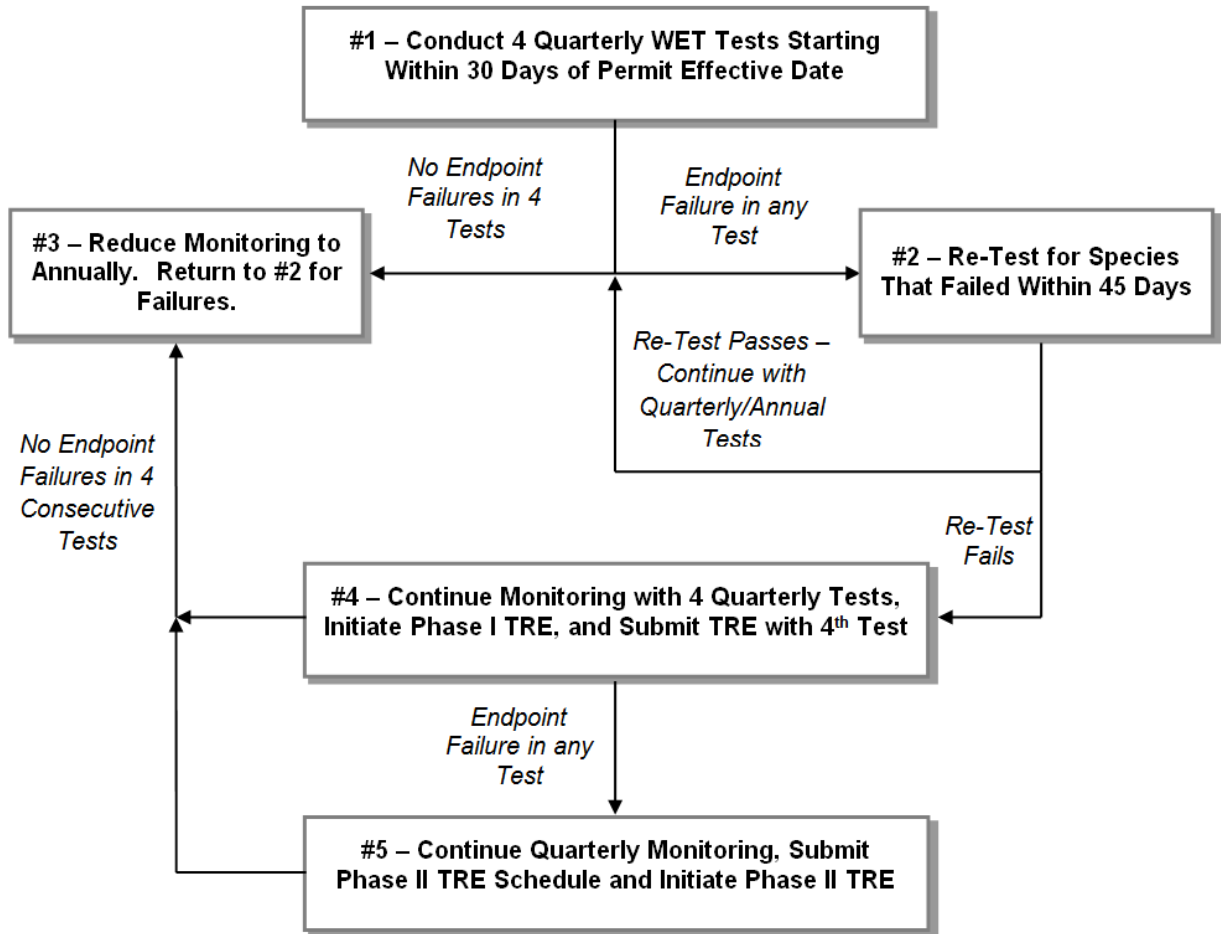 #1 – Conduct 4 Quarterly WET Tests Starting
Within 30 Days of Permit Effective Date
No Endpoint
Failures in 4
Tests
Endpoint
Failure in any
Test
#3 – Reduce Monitoring to
Annually.   Return to #2 for
Failures.
#2 – Re-Test for Species
That Failed Within 45 Days
Re-Test Passes –
Continue with
Quarterly/Annual
Tests
No Endpoint
Failures in 4
Consecutive
Tests
Re-Test
Fails
#4 – Continue Monitoring with 4 Quarterly Tests,
Initiate Phase I TRE, and Submit TRE with 4th Test
Endpoint
Failure in any
Test
#5 – Continue Quarterly Monitoring, Submit
Phase II TRE Schedule and Initiate Phase II TRE